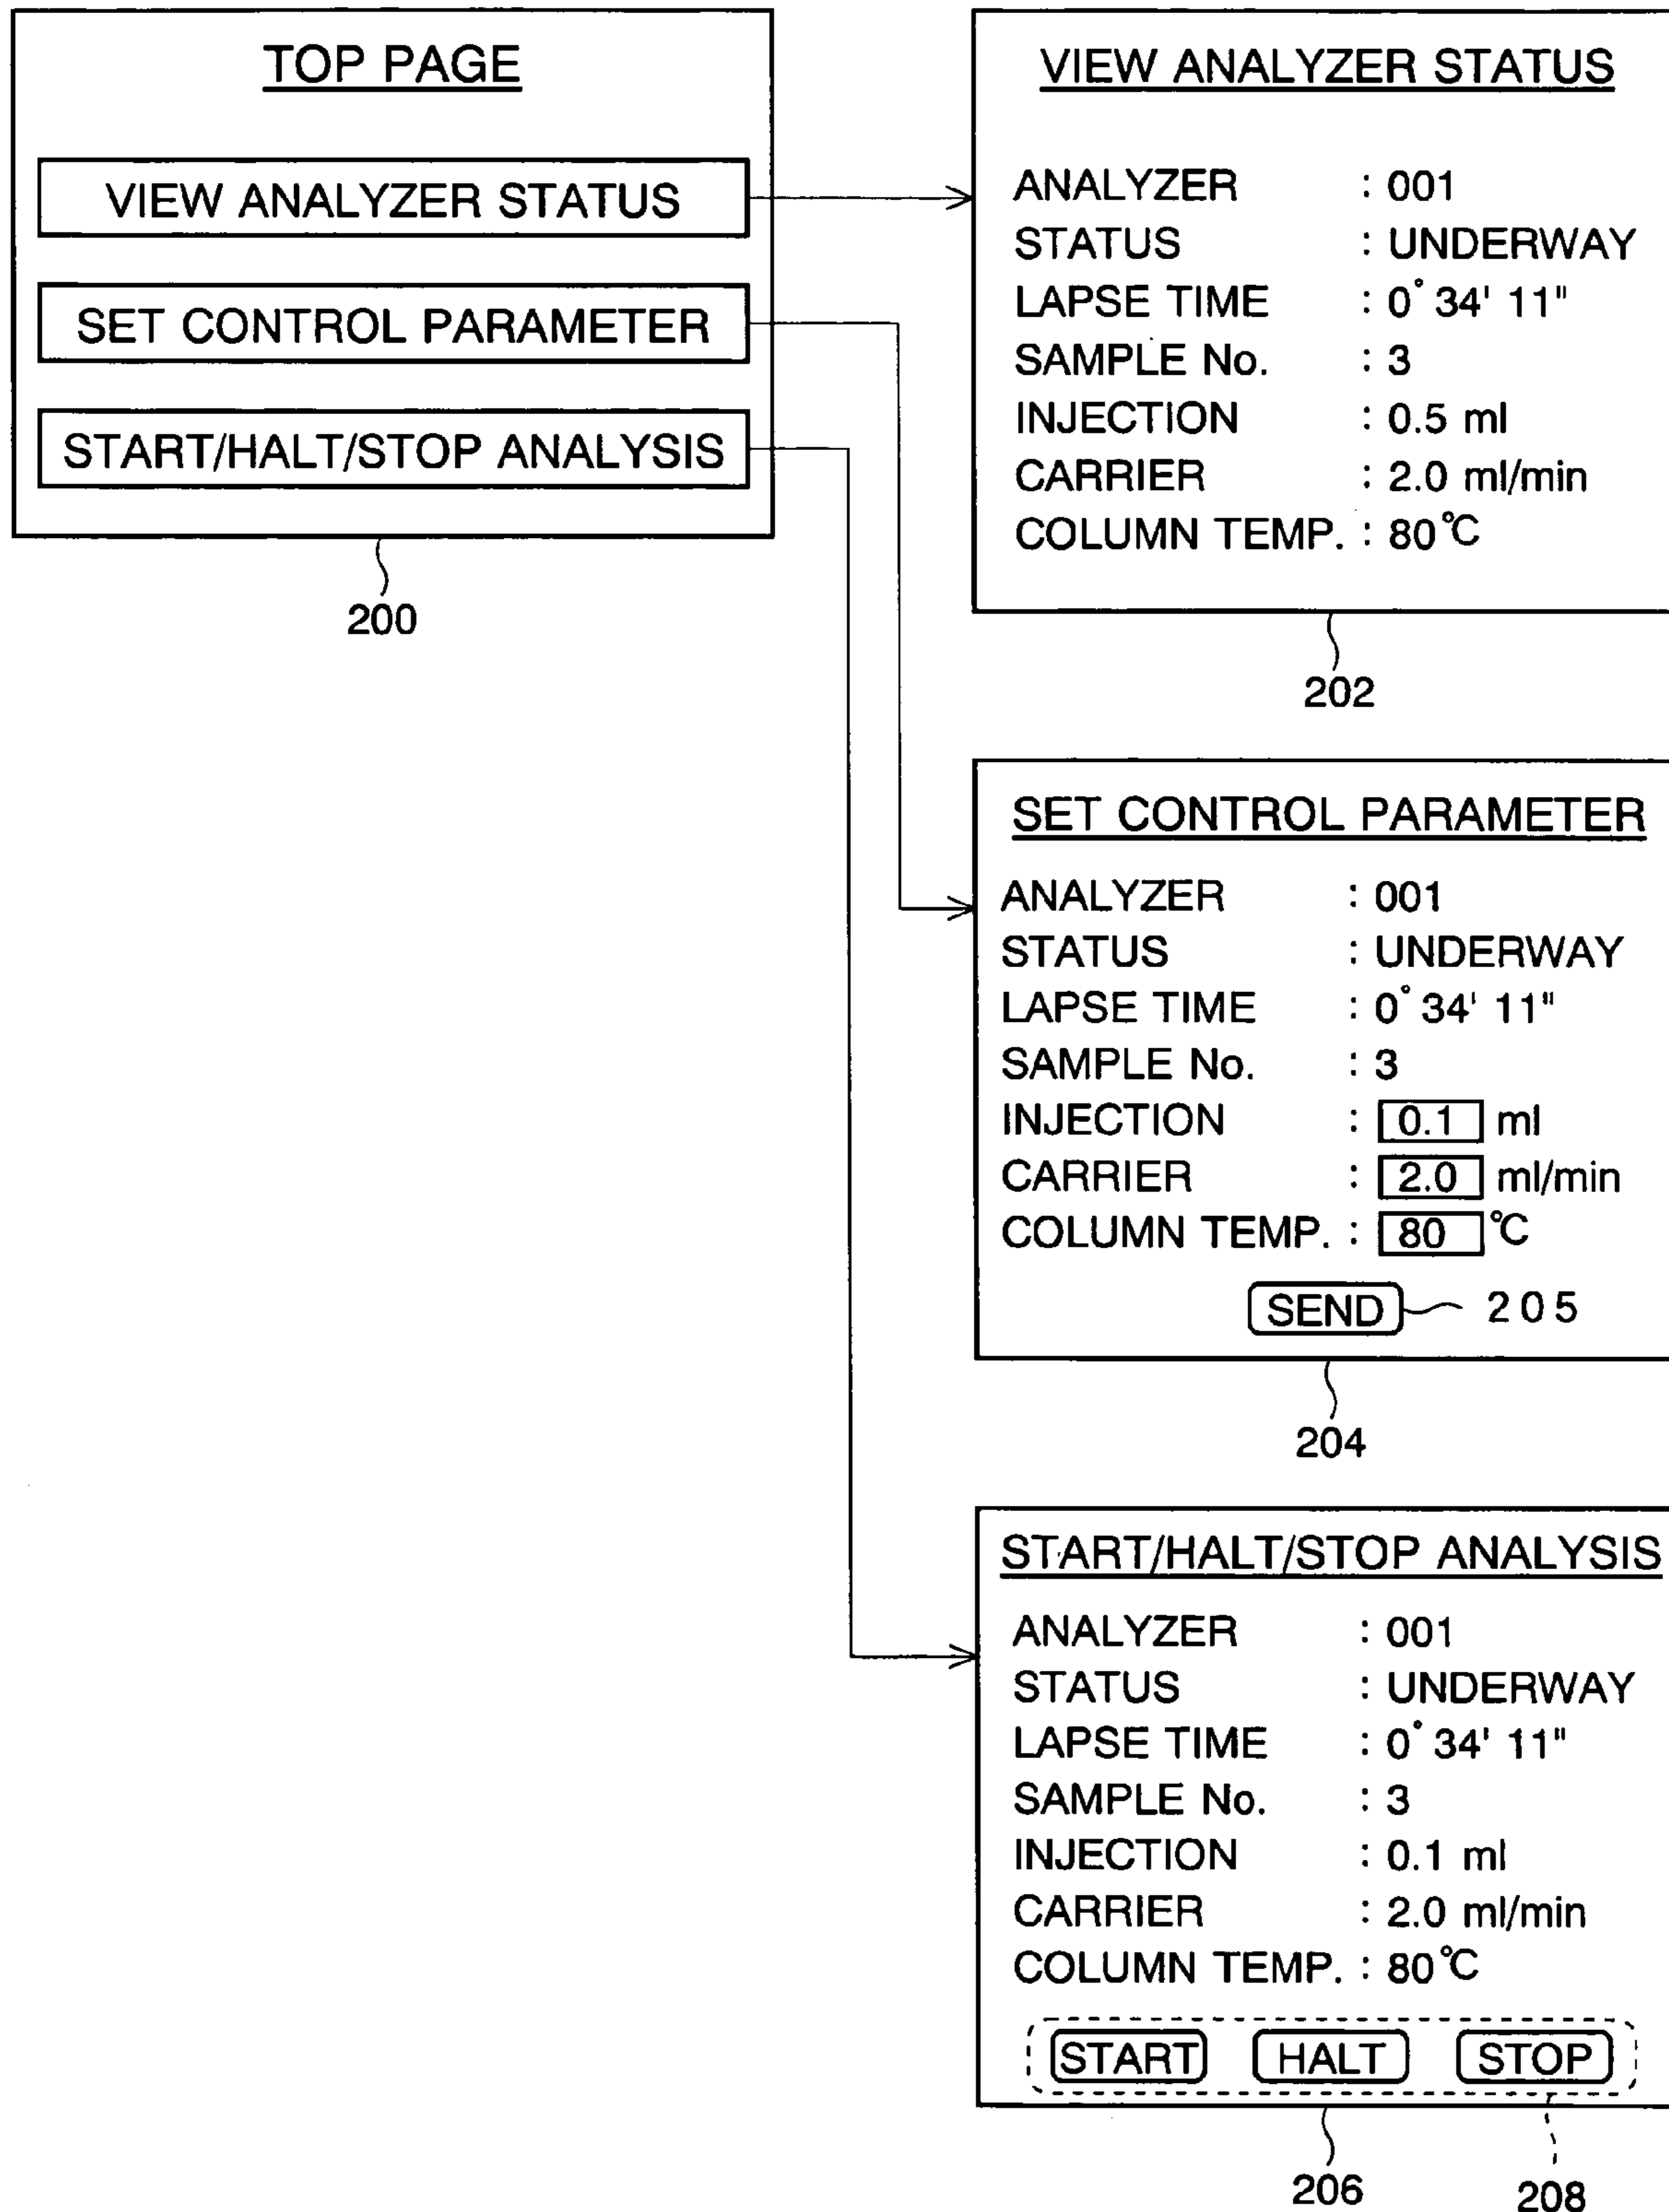 TOP PAGE
VIEW ANALYZER STATUS
SET CONTROL PARAMETER
START/HALT/STOP ANALYSIS
200
VIEW ANALYZER STATUS
ANALYZER : 001
STATUS : UNDERWAY
LAPSE TIME : 0° 34' 11"
SAMPLE No. : 3
INJECTION : 0.5 ml
CARRIER : 2.0 ml/min
COLUMN TEMP. : 80℃
202
SET CONTROL PARAMETER
ANALYZER : 001
STATUS : UNDERWAY
LAPSE TIME : 0° 34' 11"
SAMPLE No. : 3
INJECTION : 0.1 ml
CARRIER : 2.0 ml/min
COLUMN TEMP. : 80 ℃
SEND 205
204
START/HALT/STOP ANALYSIS
ANALYZER : 001
STATUS : UNDERWAY
LAPSE TIME : 0° 34' 11"
SAMPLE No. : 3
INJECTION : 0.1 ml
CARRIER : 2.0 ml/min
COLUMN TEMP. : 80℃
START HALT STOP
206 208